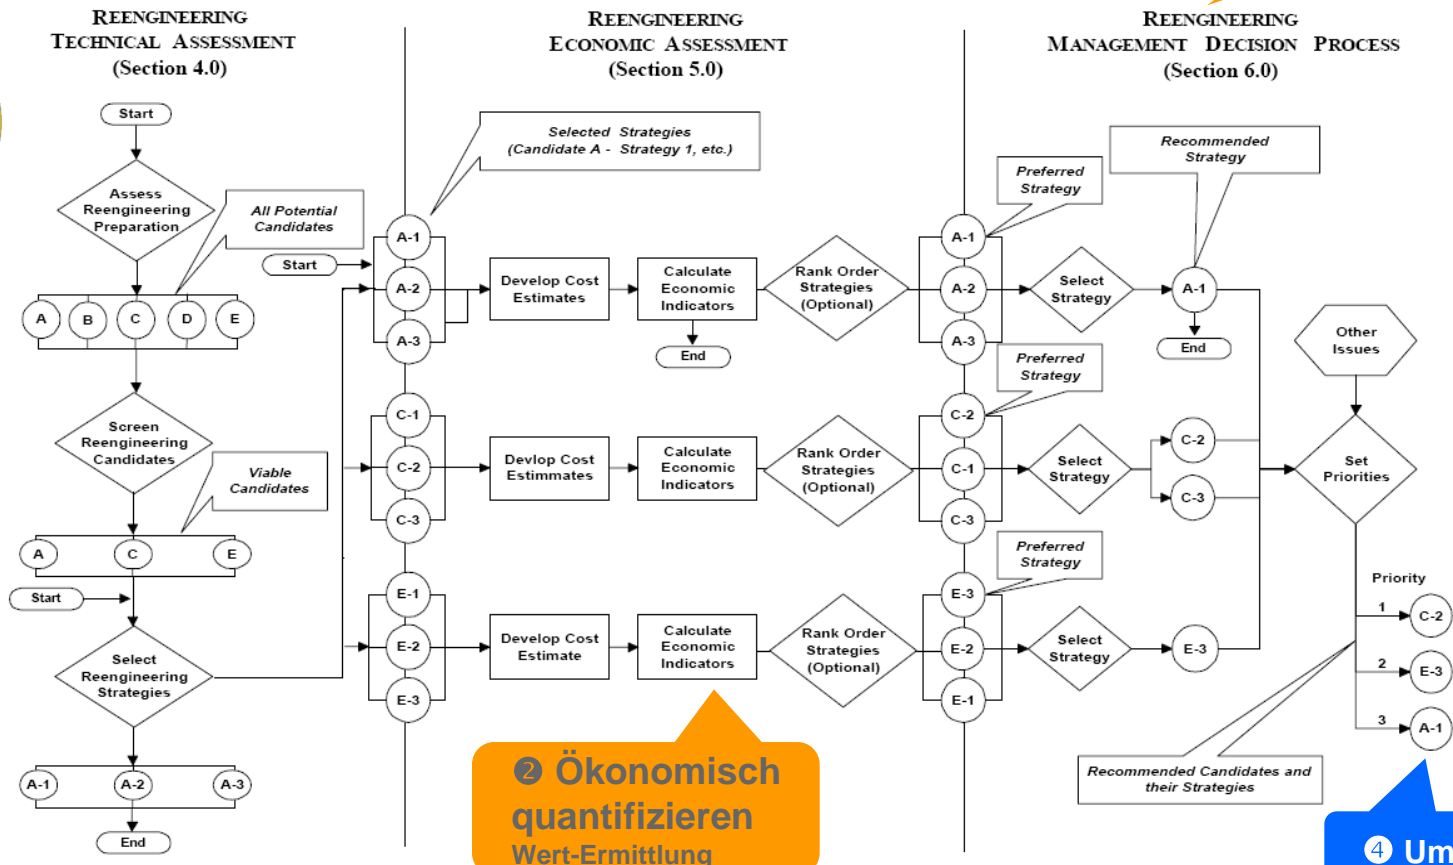 REENGINEERING
TECHNICAL ASSESSMENT
(Section 4.0)
Start
Assess
Reengineering
Preparation
All Potential
Candidates
A
B
C
D
E
Screen
Reengineering
Candidates
Viable
Candidates
A
C
E
Start
Select
Reengineering
Strategies
A-1
A-2
A-3
End
REENGINEERING
ECONOMIC ASSESSMENT
(Section 5.0)
Selected Strategies
(Candidate A - Strategy 1, etc.)
Start
A-1
A-2
A-3
Develop Cost
Estimates
Calculate
Economic
Indicators
End
Rank Order
Strategies
(Optional)
C-1
C-2
C-3
Devlop Cost
Estimmates
Calculate
Economic
Indicators
Rank Order
Strategies
(Optional)
E-1
E-2
E-3
Develop Cost
Estimate
Calculate
Economic
Indicators
Rank Order
Strategies
(Optional)
❷ Ökonomisch
quantifizieren
Wert-Ermittlung
REENGINEERING
MANAGEMENT DECISION PROCESS
(Section 6.0)
Preferred
Strategy
Recommended
Strategy
A-1
A-2
A-3
Select
Strategy
A-1
End
Preferred
Strategy
C-2
C-1
C-3
Select
Strategy
C-2
C-3
Preferred
Strategy
E-3
E-2
E-1
Select
Strategy
E-3
Other
Issues
Set
Priorities
Priority
1
C-2
2
E-3
3
A-1
Recommended Candidates and
their Strategies
❹ Um